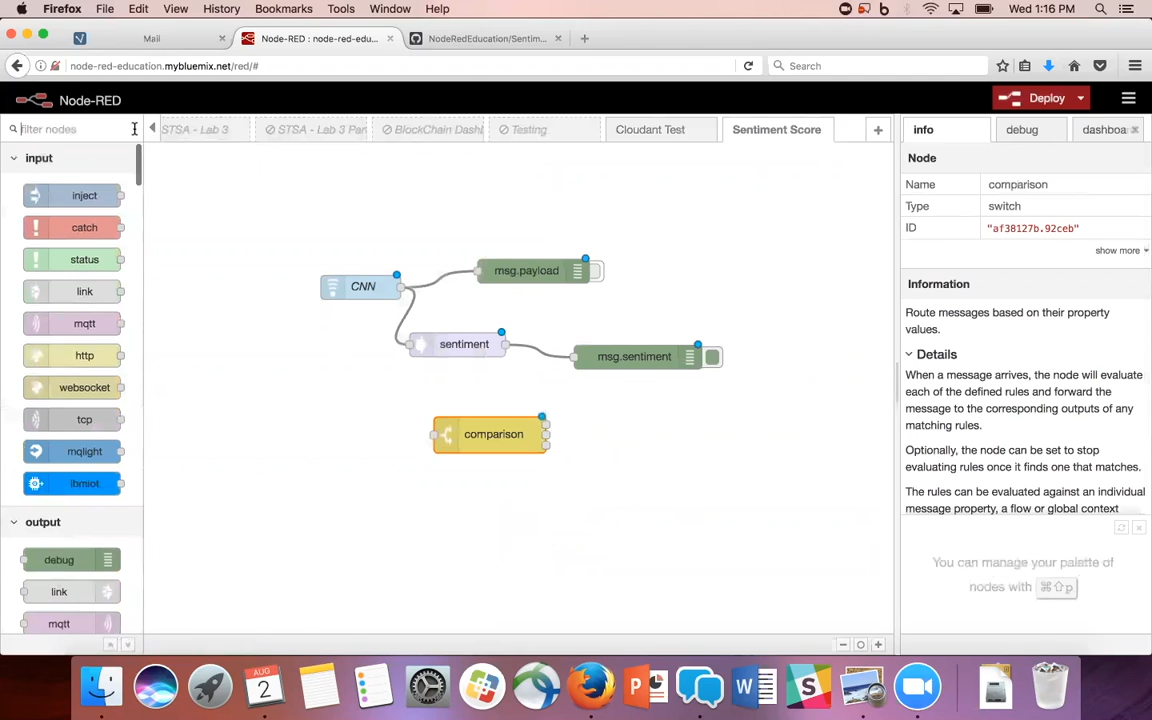 Firefox File Edit View History Bookmarks Tools Window Help Wed 1:16 PM
Mail Node-RED : node-red-edu... NodeRedEducation/Sentim...
node-red-education.mybluemix.net/red/# Search
Node-RED Deploy
filter nodes STSA - Lab 3 STSA - Lab 3 Par BlockChain Dashl Testing Cloudant Test Sentiment Score info debug dashboa
input
inject
catch
status
link
mqtt
http
websocket
tcp
mqlight
ibmiot
output
debug
link
mqtt
CNN
msg.payload
sentiment
msg.sentiment
comparison
Node
Name comparison
Type switch
ID "af38127b.92ceb"
show more
Information
Route messages based on their property
values.
Details
When a message arrives, the node will evaluate
each of the defined rules and forward the
message to the corresponding outputs of any
matching rules.
Optionally, the node can be set to stop
evaluating rules once it finds one that matches.
The rules can be evaluated against an individual
message property, a flow or global context
You can manage your palette of
nodes with ⌘⇧p
AUG
2